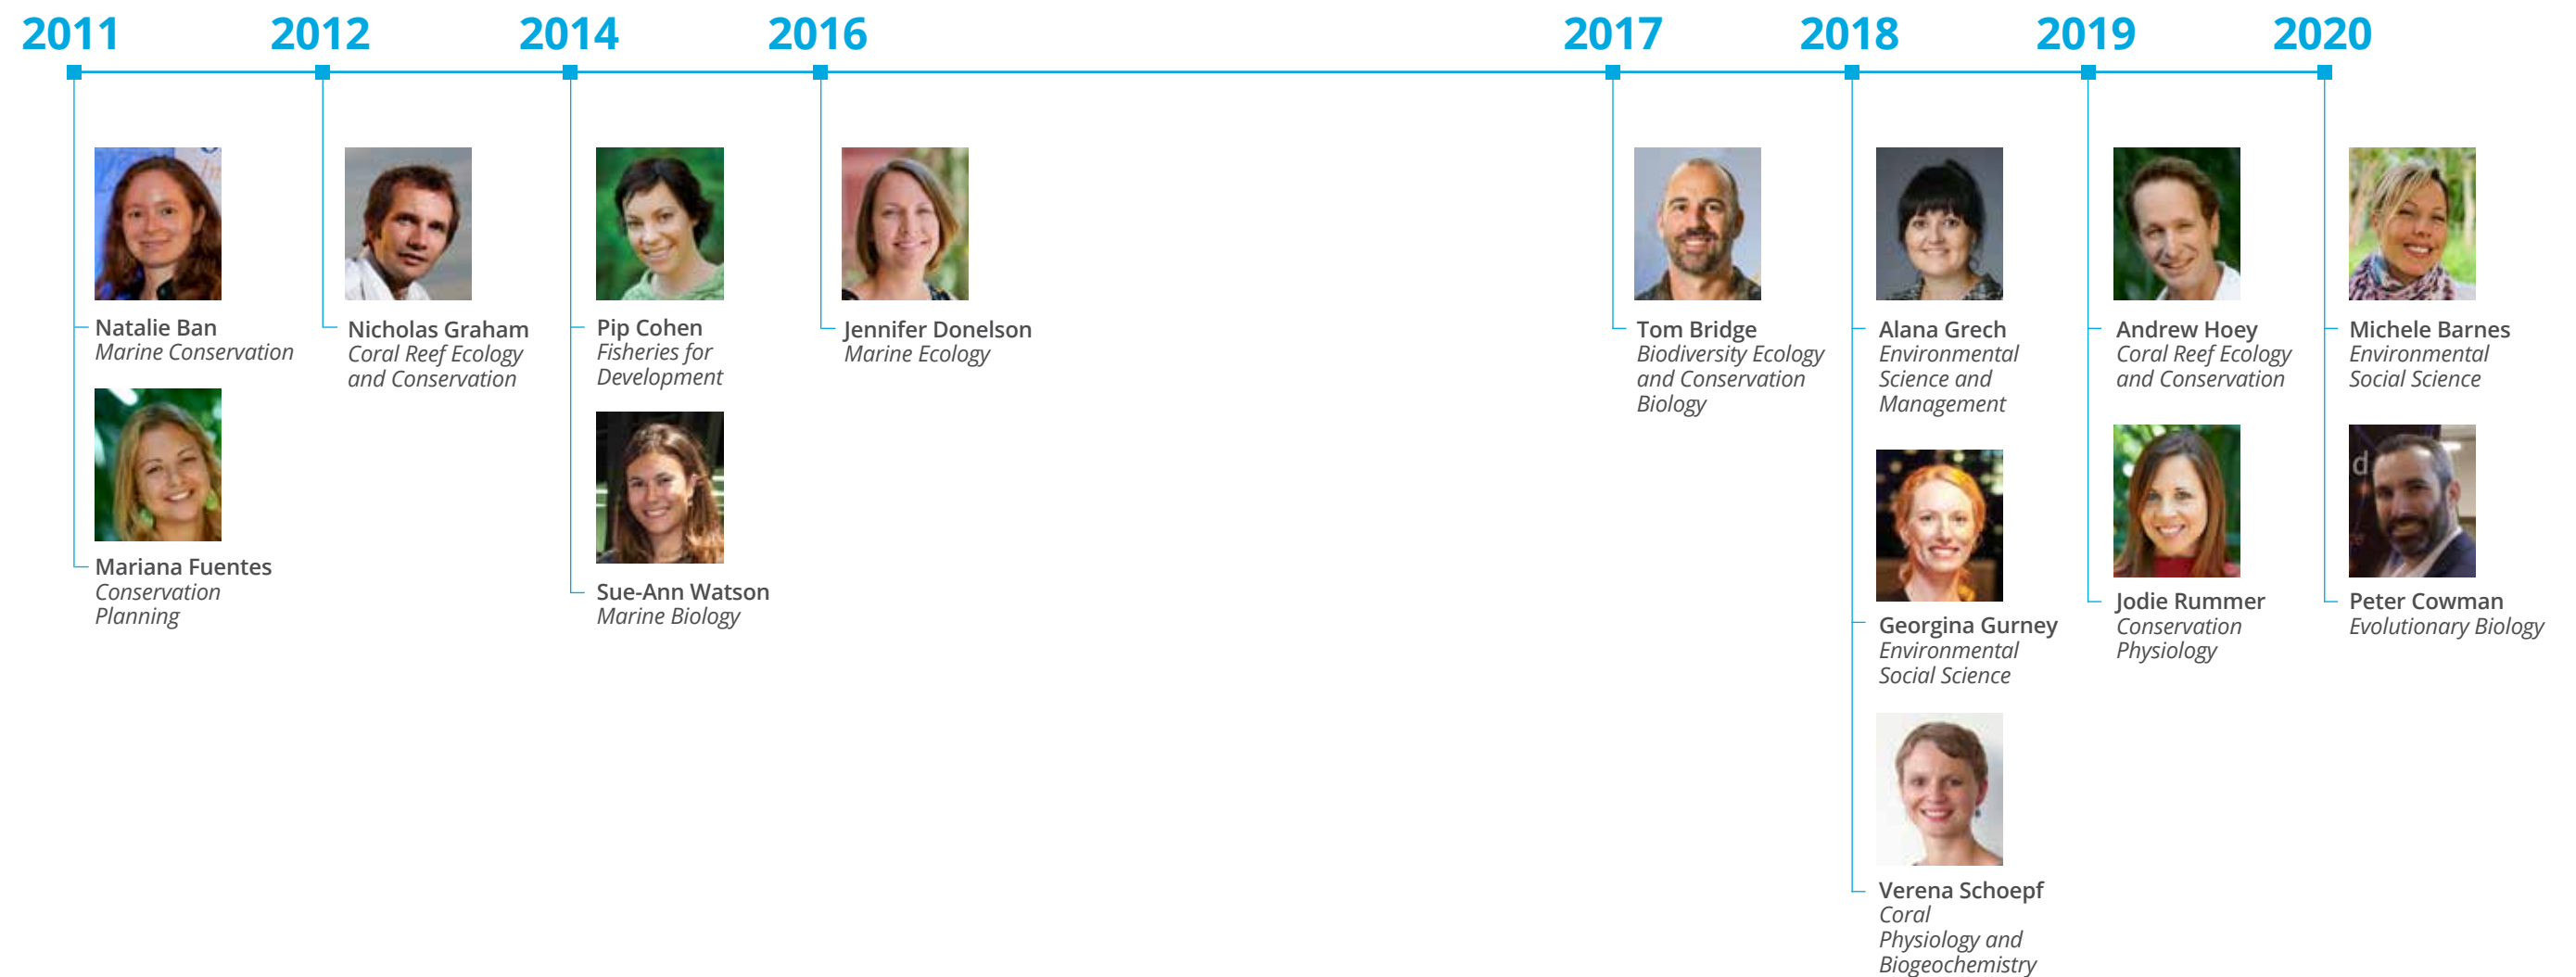 2011
2012
2014
2016
2017
2018
2019
2020
Natalie Ban
Marine Conservation
Mariana Fuentes
Conservation
Planning
Nicholas Graham
Coral Reef Ecology
and Conservation
Pip Cohen
Fisheries for
Development
Sue-Ann Watson
Marine Biology
Jennifer Donelson
Marine Ecology
Tom Bridge
Biodiversity Ecology
and Conservation
Biology
Alana Grech
Environmental
Science and
Management
Georgina Gurney
Environmental
Social Science
Verena Schoepf
Coral
Physiology and
Biogeochemistry
Andrew Hoey
Coral Reef Ecology
and Conservation
Jodie Rummer
Conservation
Physiology
Michele Barnes
Environmental
Social Science
Peter Cowman
Evolutionary Biology